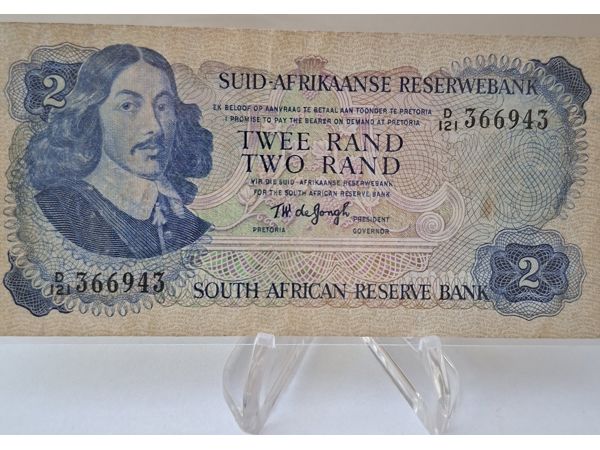 2
SUID-AFRIKAANSE RESERWEBANK
EK BELOOF OP AANVRAAG TE BETAAL AAN TOONDER TE PRETORIA
I PROMISE TO PAY THE BEARER ON DEMAND AT PRETORIA
D/121 366943
TWEE RAND
TWO RAND
VIR DIE SUID-AFRIKAANSE RESERWEBANK
FOR THE SOUTH AFRICAN RESERVE BANK
T.W. de Jongh
PRESIDENT
PRETORIA GOVERNOR
D/121 366943
2
SOUTH AFRICAN RESERVE BANK